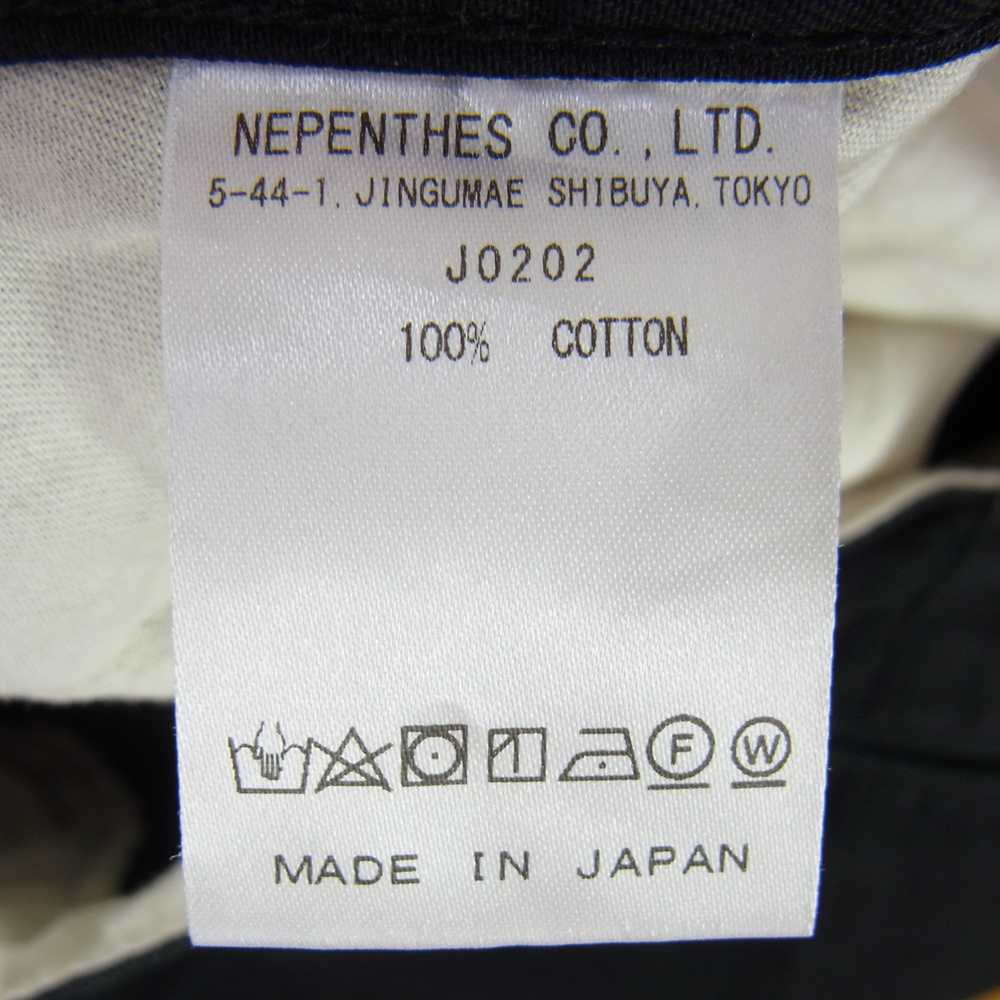 NEPENTHES CO., LTD.
5-44-1, JINGUMAE SHIBUYA, TOKYO
J0202
100% COTTON
F W
MADE IN JAPAN